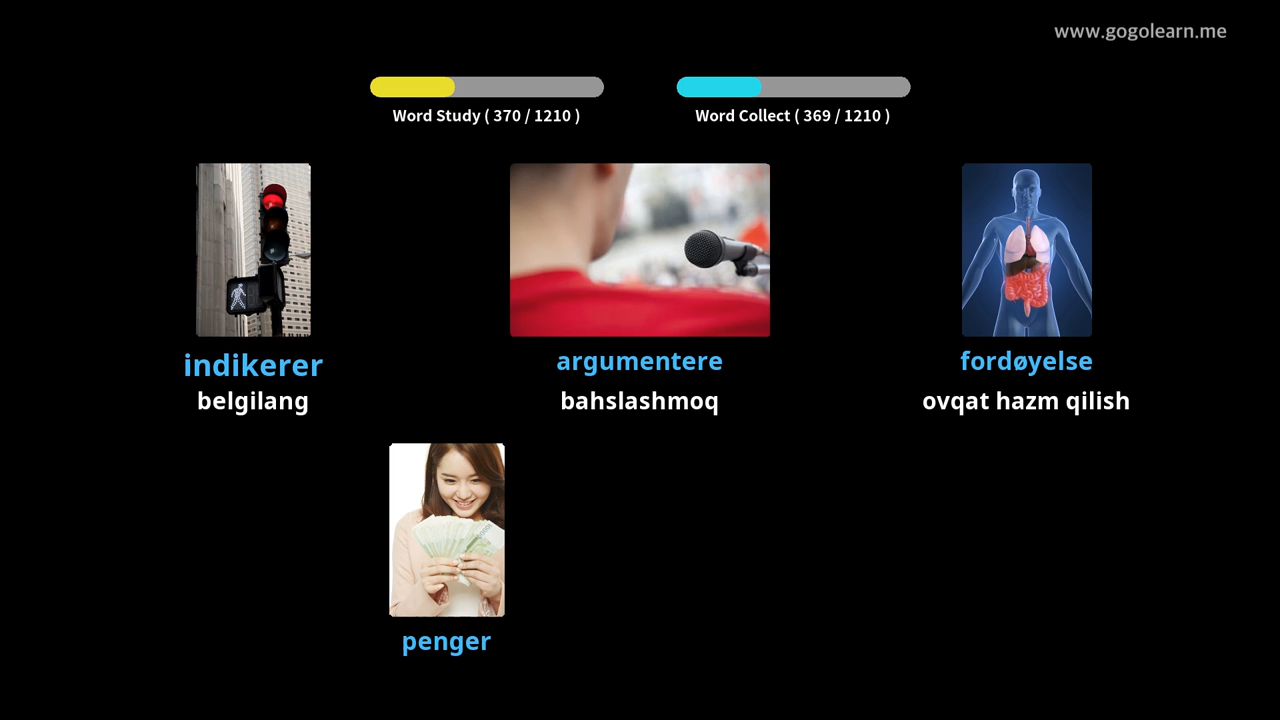 www.gogolearn.me
Word Study ( 370 / 1210 )
Word Collect ( 369 / 1210 )
indikerer
belgilang
argumentere
bahslashmoq
fordøyelse
ovqat hazm qilish
penger